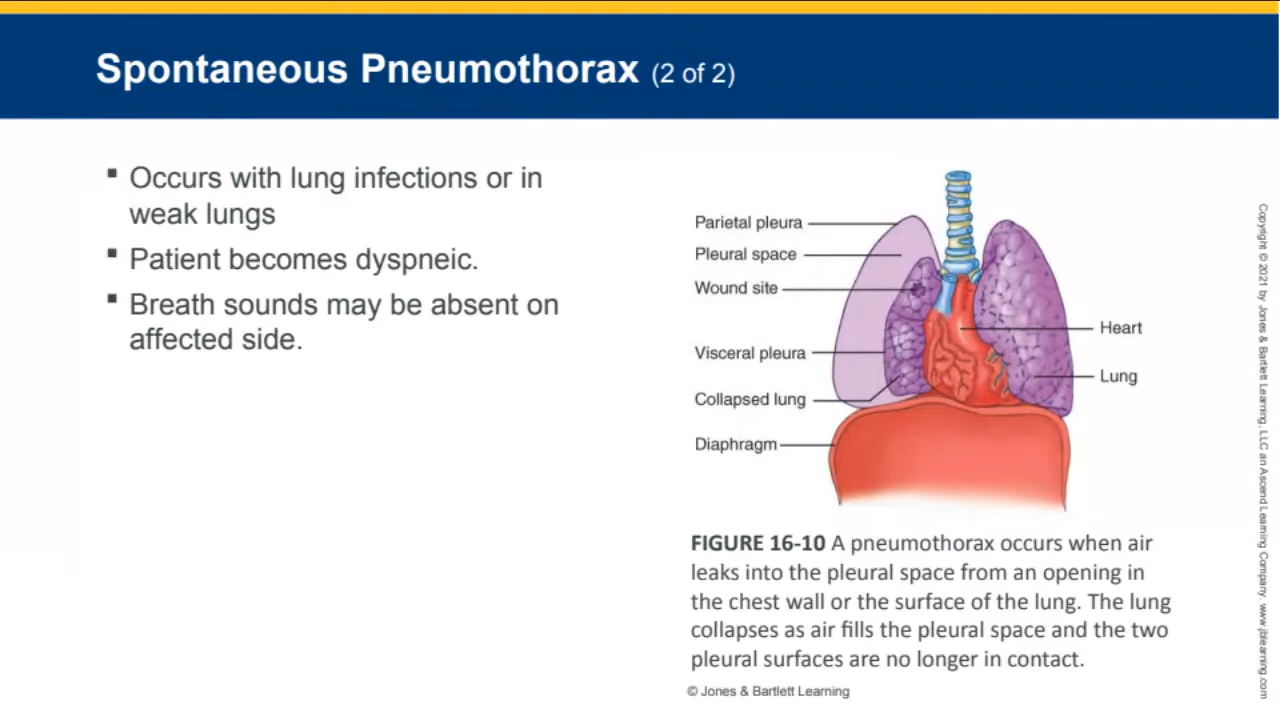 Spontaneous Pneumothorax (2 of 2)
▪ Occurs with lung infections or in
weak lungs
▪ Patient becomes dyspneic.
▪ Breath sounds may be absent on
affected side.
Parietal pleura
Pleural space
Wound site
Visceral pleura
Collapsed lung
Diaphragm
Heart
Lung
FIGURE 16-10 A pneumothorax occurs when air
leaks into the pleural space from an opening in
the chest wall or the surface of the lung. The lung
collapses as air fills the pleural space and the two
pleural surfaces are no longer in contact.
© Jones & Bartlett Learning
Copyright © 2021 by Jones & Bartlett Learning, LLC an Ascend Learning Company. www.jblearning.com